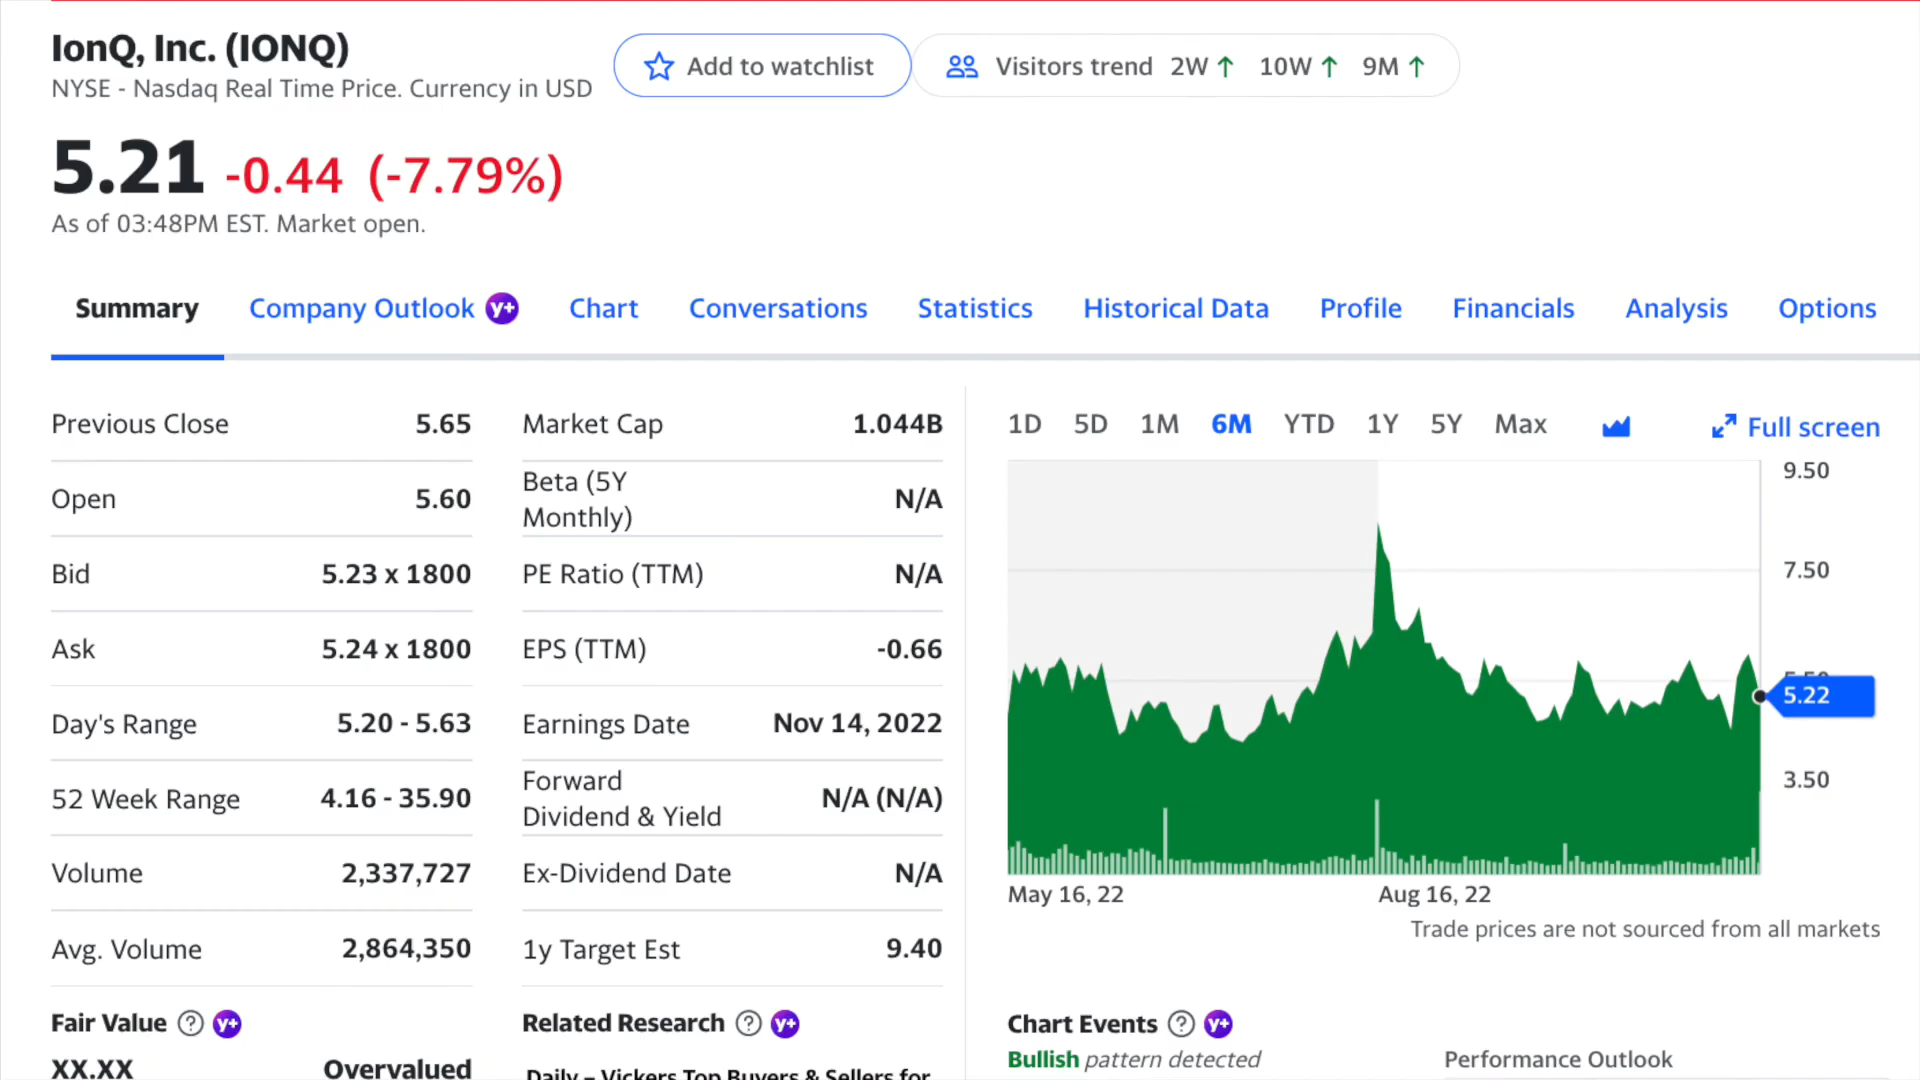 IonQ, Inc. (IONQ)
NYSE - Nasdaq Real Time Price. Currency in USD
Add to watchlist
Visitors trend 2W ↑ 10W ↑ 9M ↑
5.21 -0.44 (-7.79%)
As of 03:48PM EST. Market open.
Summary Company Outlook y+ Chart Conversations Statistics Historical Data Profile Financials Analysis Options
Previous Close 5.65
Open 5.60
Bid 5.23 x 1800
Ask 5.24 x 1800
Day's Range 5.20 - 5.63
52 Week Range 4.16 - 35.90
Volume 2,337,727
Avg. Volume 2,864,350
Market Cap 1.044B
Beta (5Y
Monthly) N/A
PE Ratio (TTM) N/A
EPS (TTM) -0.66
Earnings Date Nov 14, 2022
Forward
Dividend & Yield N/A (N/A)
Ex-Dividend Date N/A
1y Target Est 9.40
1D 5D 1M 6M YTD 1Y 5Y Max
Full screen
9.50
7.50
5.50
5.22
3.50
May 16, 22 Aug 16, 22
Trade prices are not sourced from all markets
Fair Value ? y+
XX.XX Overvalued
Related Research ? y+
Daily – Vickers Top Buyers & Sellers for
Chart Events ? y+
Bullish pattern detected
Performance Outlook